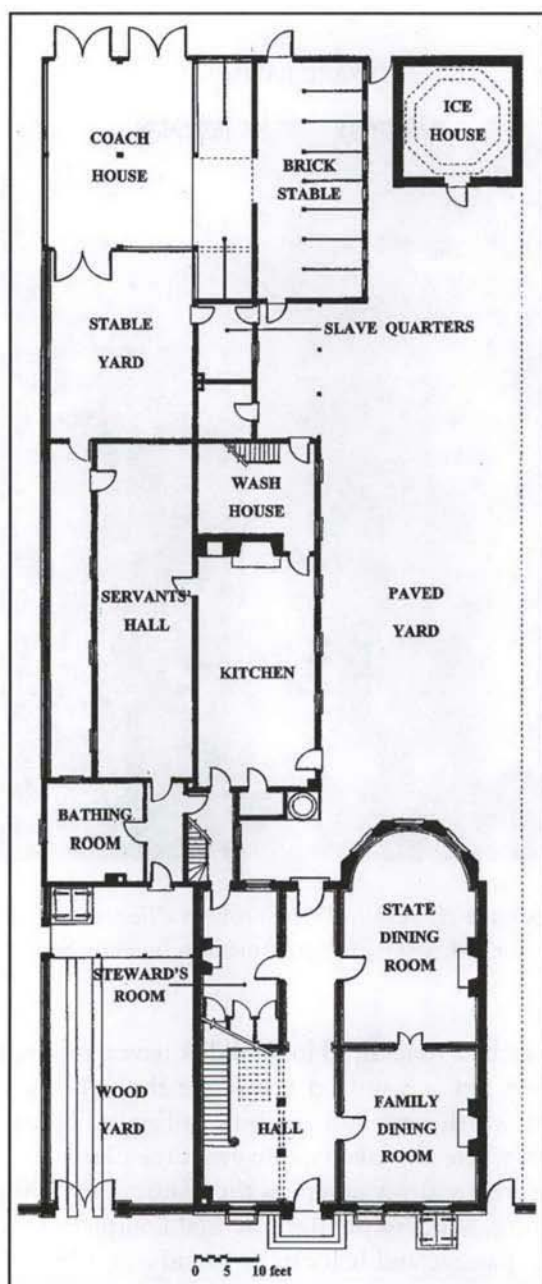 COACH
HOUSE
BRICK
STABLE
ICE
HOUSE
STABLE
YARD
SLAVE QUARTERS
WASH
HOUSE
SERVANTS'
HALL
KITCHEN
PAVED
YARD
BATHING
ROOM
STATE
DINING
ROOM
STEWARD'S
ROOM
WOOD
YARD
HALL
FAMILY
DINING
ROOM
0 5 10 feet